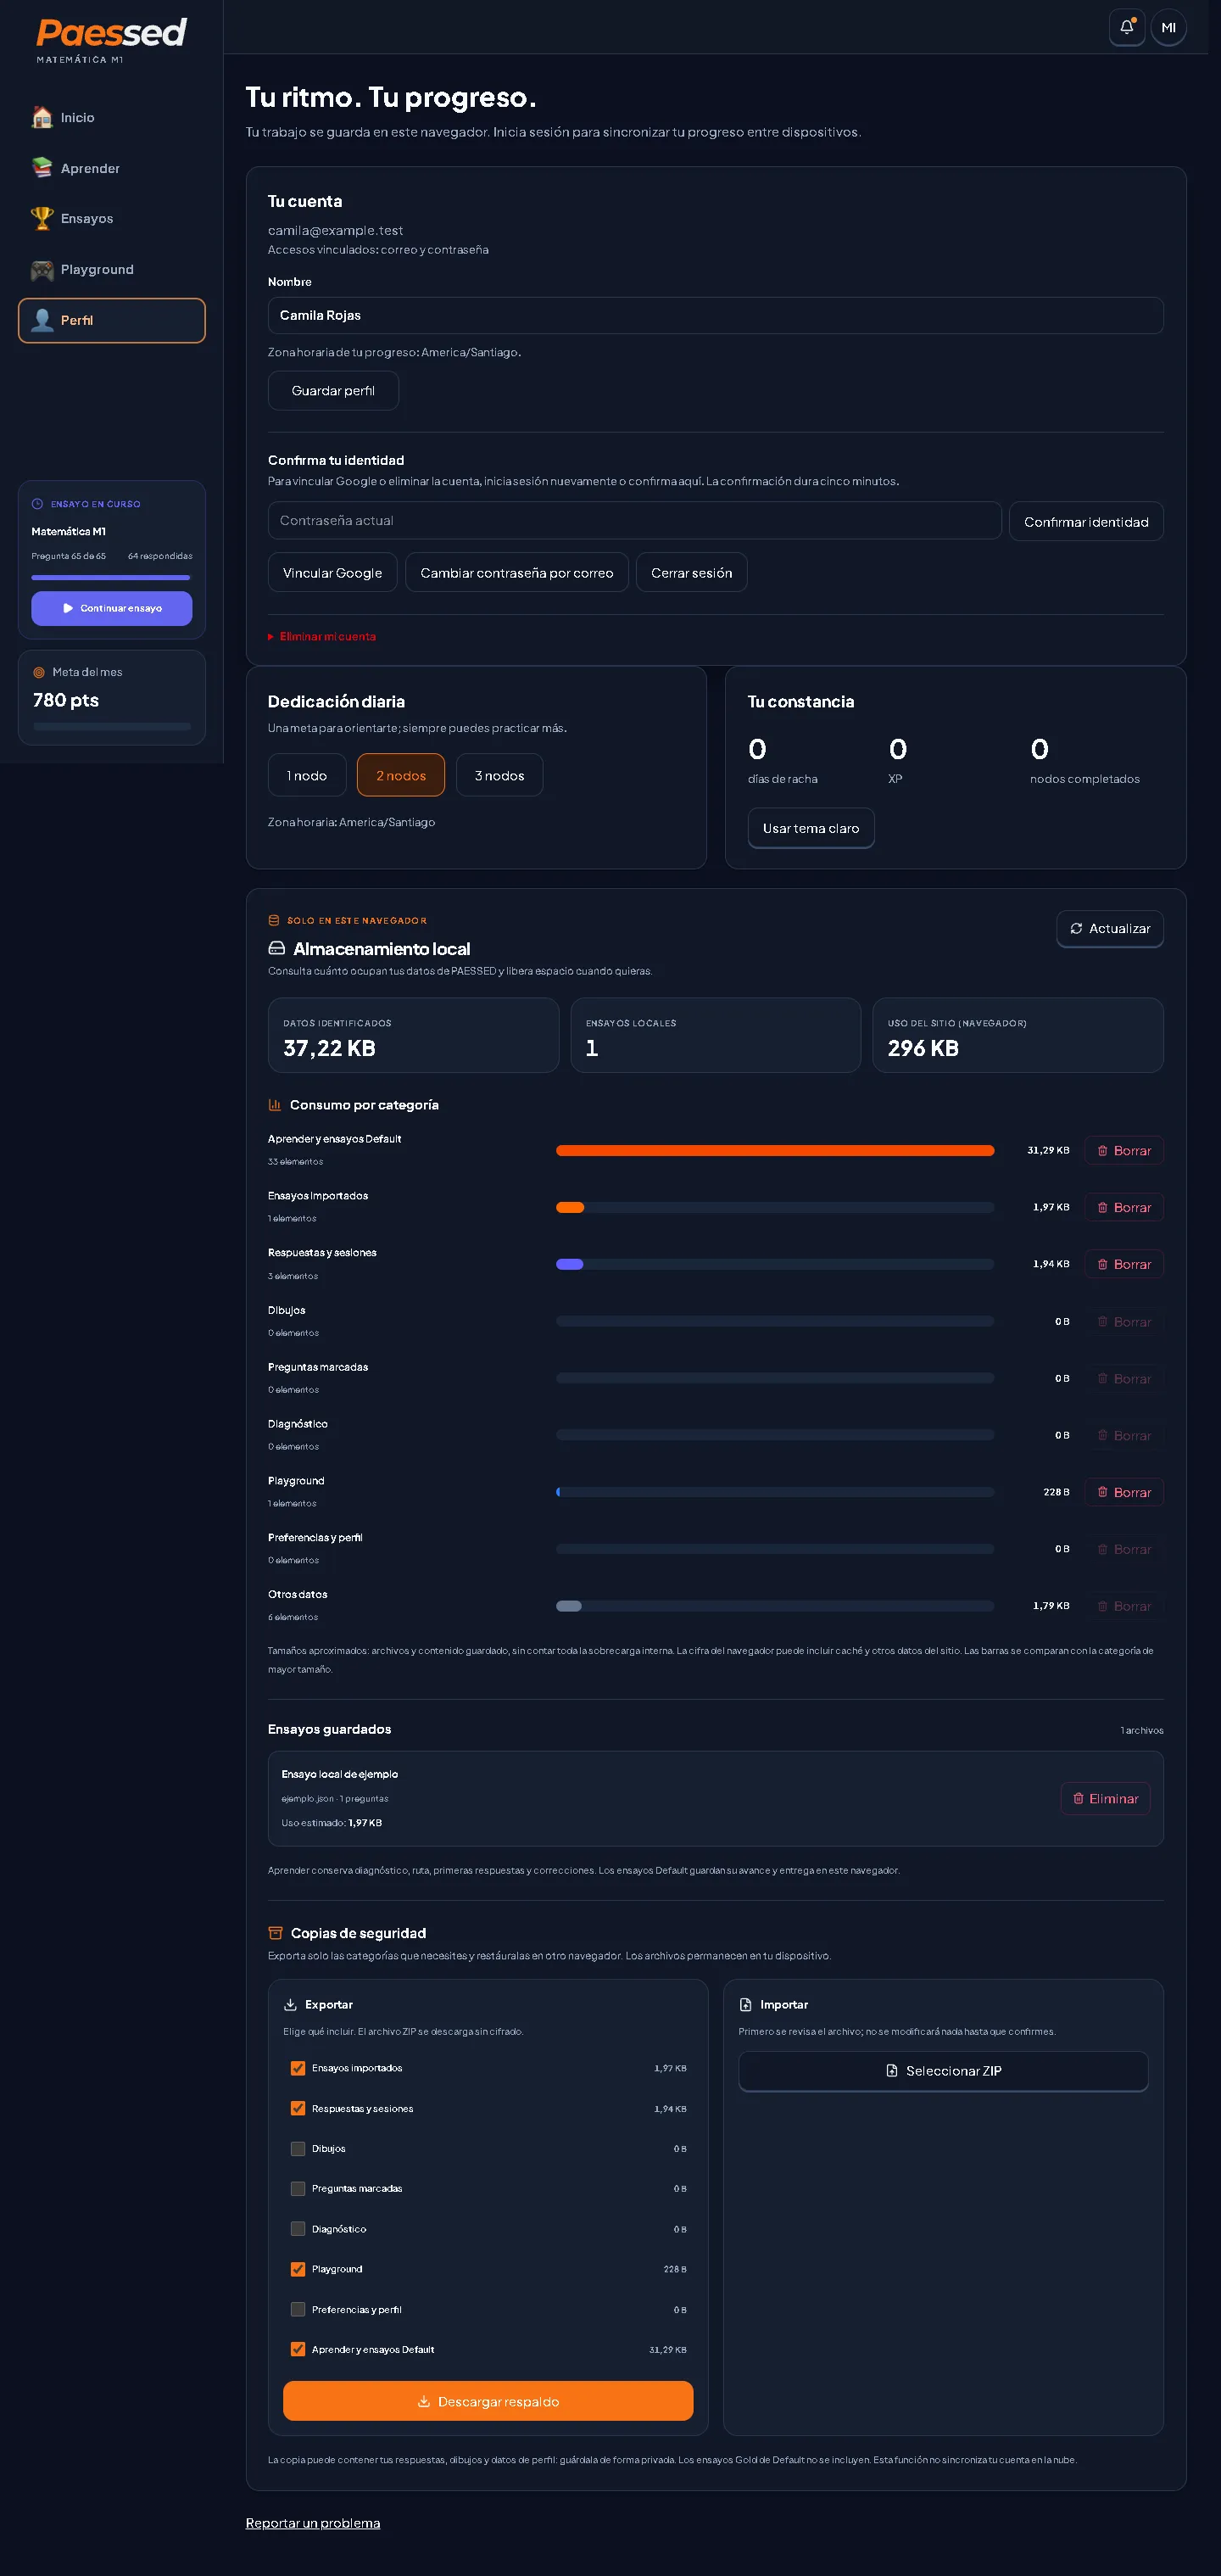 Paessed
MATEMÁTICA M1
Inicio
Aprender
Ensayos
Playground
Perfil
ENSAYO EN CURSO
Matemática M1
Pregunta 65 de 65 64 respondidas
Continuar ensayo
Meta del mes
780 pts
MI
Tu ritmo. Tu progreso.
Tu trabajo se guarda en este navegador. Inicia sesión para sincronizar tu progreso entre dispositivos.
Tu cuenta
camila@example.test
Accesos vinculados: correo y contraseña
Nombre
Camila Rojas
Zona horaria de tu progreso: America/Santiago.
Guardar perfil
Confirma tu identidad
Para vincular Google o eliminar la cuenta, inicia sesión nuevamente o confirma aquí. La confirmación dura cinco minutos.
Contraseña actual
Confirmar identidad
Vincular Google Cambiar contraseña por correo Cerrar sesión
Eliminar mi cuenta
Dedicación diaria
Una meta para orientarte; siempre puedes practicar más.
1 nodo 2 nodos 3 nodos
Zona horaria: America/Santiago
Tu constancia
0 0 0
días de racha XP nodos completados
Usar tema claro
SOLO EN ESTE NAVEGADOR
Almacenamiento local
Consulta cuánto ocupan tus datos de PAESSED y libera espacio cuando quieras.
Actualizar
DATOS IDENTIFICADOS
37,22 KB
ENSAYOS LOCALES
1
USO DEL SITIO (NAVEGADOR)
296 KB
Consumo por categoría
Aprender y ensayos Default
33 elementos
31,29 KB Borrar
Ensayos importados
1 elementos
1,97 KB Borrar
Respuestas y sesiones
3 elementos
1,94 KB Borrar
Dibujos
0 elementos
0 B Borrar
Preguntas marcadas
0 elementos
0 B Borrar
Diagnóstico
0 elementos
0 B Borrar
Playground
1 elementos
228 B Borrar
Preferencias y perfil
0 elementos
0 B Borrar
Otros datos
6 elementos
1,79 KB Borrar
Tamaños aproximados: archivos y contenido guardado, sin contar toda la sobrecarga interna. La cifra del navegador puede incluir caché y otros datos del sitio. Las barras se comparan con la categoría de
mayor tamaño.
Ensayos guardados
1 archivos
Ensayo local de ejemplo
ejemplo.json · 1 preguntas
Uso estimado: 1,97 KB
Eliminar
Aprender conserva diagnóstico, ruta, primeras respuestas y correcciones. Los ensayos Default guardan su avance y entrega en este navegador.
Copias de seguridad
Exporta solo las categorías que necesites y restáuralas en otro navegador. Los archivos permanecen en tu dispositivo.
Exportar
Elige qué incluir. El archivo ZIP se descarga sin cifrado.
Ensayos importados 1,97 KB
Respuestas y sesiones 1,94 KB
Dibujos 0 B
Preguntas marcadas 0 B
Diagnóstico 0 B
Playground 228 B
Preferencias y perfil 0 B
Aprender y ensayos Default 31,29 KB
Descargar respaldo
Importar
Primero se revisa el archivo; no se modificará nada hasta que confirmes.
Seleccionar ZIP
La copia puede contener tus respuestas, dibujos y datos de perfil: guárdala de forma privada. Los ensayos Gold de Default no se incluyen. Esta función no sincroniza tu cuenta en la nube.
Reportar un problema